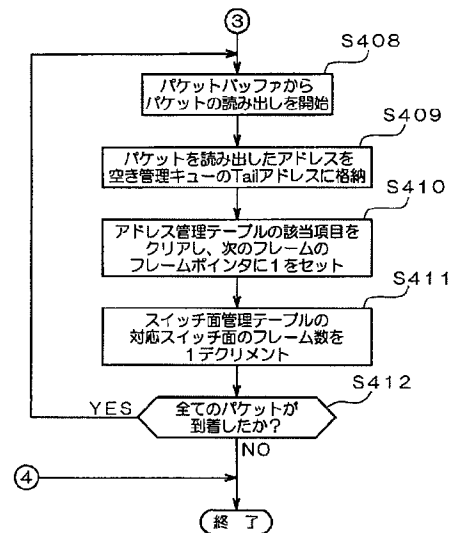 ③
S408
パケットバッファから
パケットの読み出しを開始
S409
パケットを読み出したアドレスを
空き管理キューのTailアドレスに格納
S410
アドレス管理テーブルの該当項目を
クリアし、次のフレームの
フレームポインタに1をセット
S411
スイッチ面管理テーブルの
対応スイッチ面のフレーム数を
1デクリメント
S412
全てのパケットが
到着したか?
YES
NO
④
終了